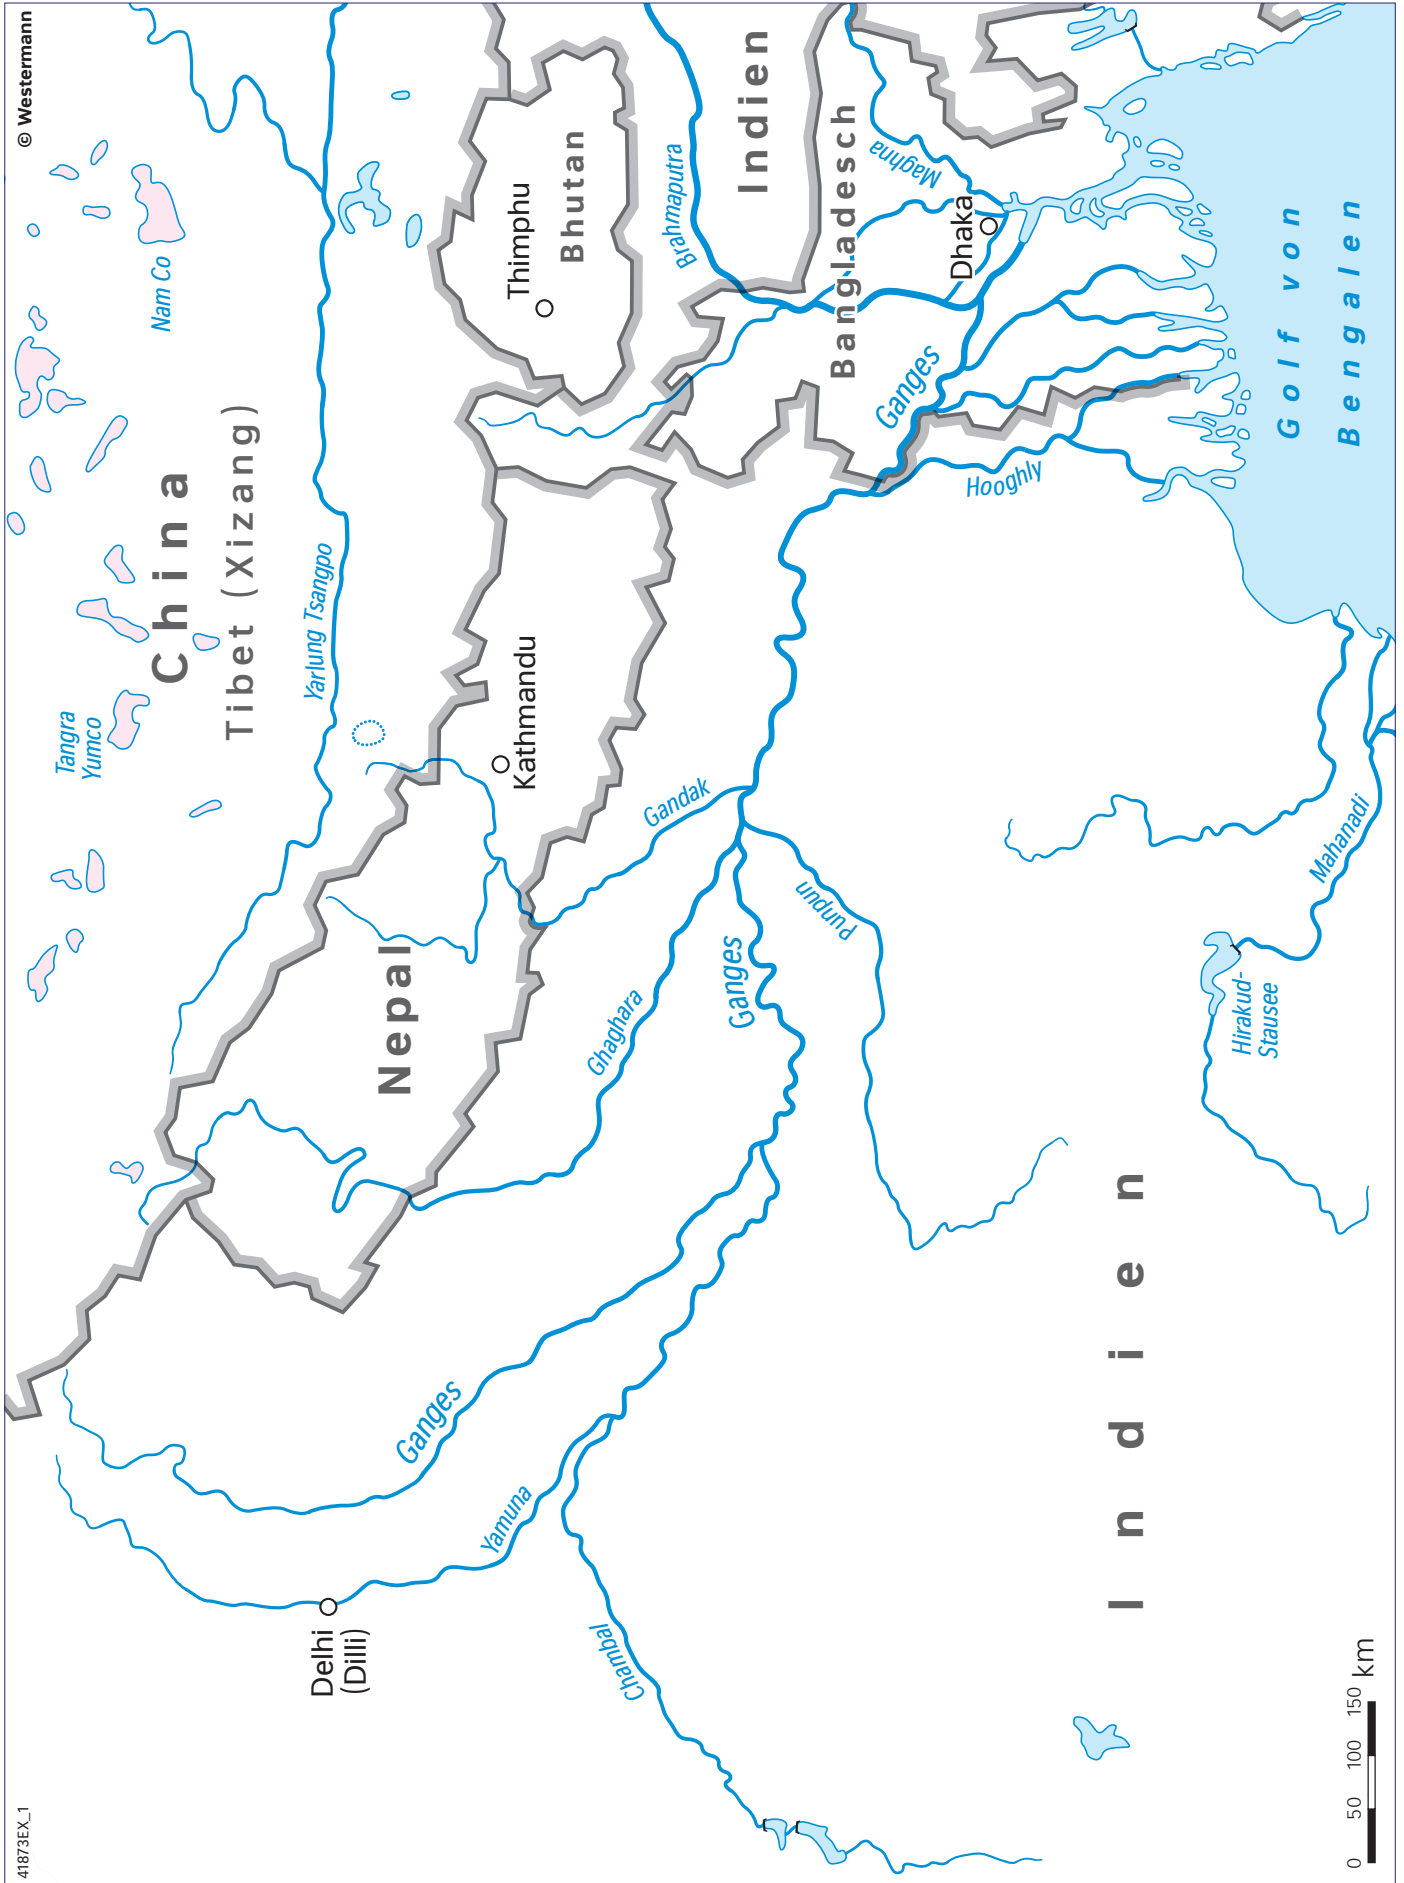 41873EX_1
© Westermann
Tangra
Yumco
Nam Co
China
Tibet (Xizang)
Yarlung Tsangpo
Delhi
(Dilli)
Nepal
Kathmandu
Thimphu
Bhutan
Ganges
Yamuna
Ghaghara
Gandak
Brahmaputra
Indien
Chambal
Ganges
Punpun
Bangladesch
Ganges
Maghna
Dhaka
Hooghly
Indien
Hirakud-
Stausee
Mahanadi
Golf von
Bengalen
0 50 100 150 km